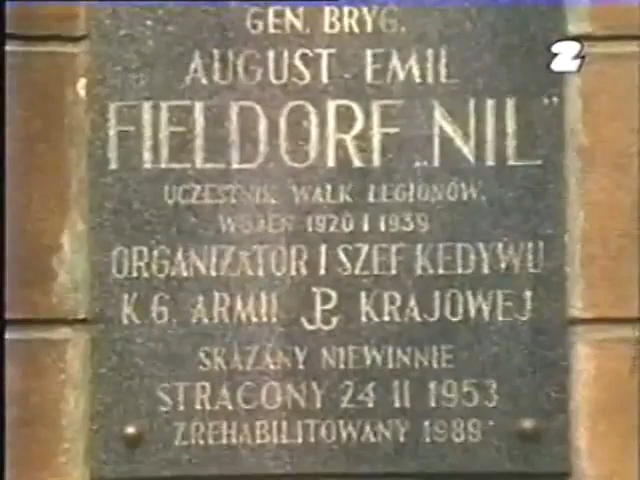 GEN. BRYG.
2
AUGUST EMIL
FIELDORF „NIL”
UCZESTNIK WALK LEGIONÓW,
WOJEN 1920 I 1939
ORGANIZATOR I SZEF KEDYWU
K.G. ARMII KRAJOWEJ
SKAZANY NIEWINNIE
STRACONY 24 II 1953
ZREHABILITOWANY 1989